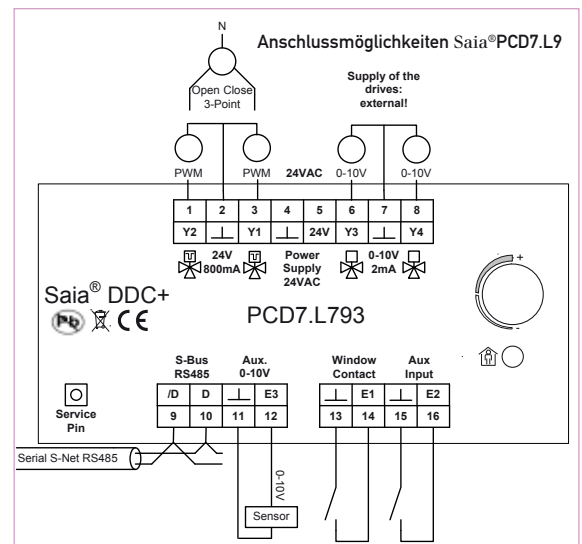 Anschlussmöglichkeiten Saia®PCD7.L9
N
Open Close
3-Point
Supply of the
drives:
external!
PWM PWM 24VAC 0-10V 0-10V
1 2 3 4 5 6 7 8
Y2 ⊥ Y1 ⊥ 24V Y3 ⊥ Y4
24V
800mA
Power
Supply
24VAC
0-10V
2mA
+
-
Saia® DDC+
Pb CE
PCD7.L793
S-Bus
RS485
Aux.
0-10V
Window
Contact
Aux
Input
/D D ⊥ E3 ⊥ E1 ⊥ E2
9 10 11 12 13 14 15 16
Service
Pin
Serial S-Net RS485
0-10V
Sensor